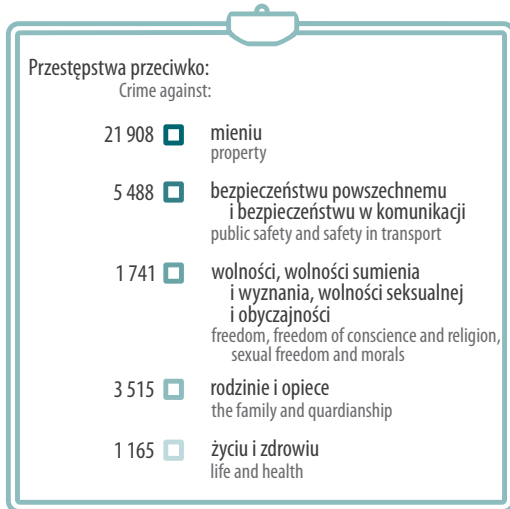 Przestępstwa przeciwko:
Crime against:
21 908 mieniu
property
5 488 bezpieczeństwu powszechnemu
i bezpieczeństwu w komunikacji
public safety and safety in transport
1 741 wolności, wolności sumienia
i wyznania, wolności seksualnej
i obyczajności
freedom, freedom of conscience and religion,
sexual freedom and morals
3 515 rodzinie i opiece
the family and quardianship
1 165 życiu i zdrowiu
life and health